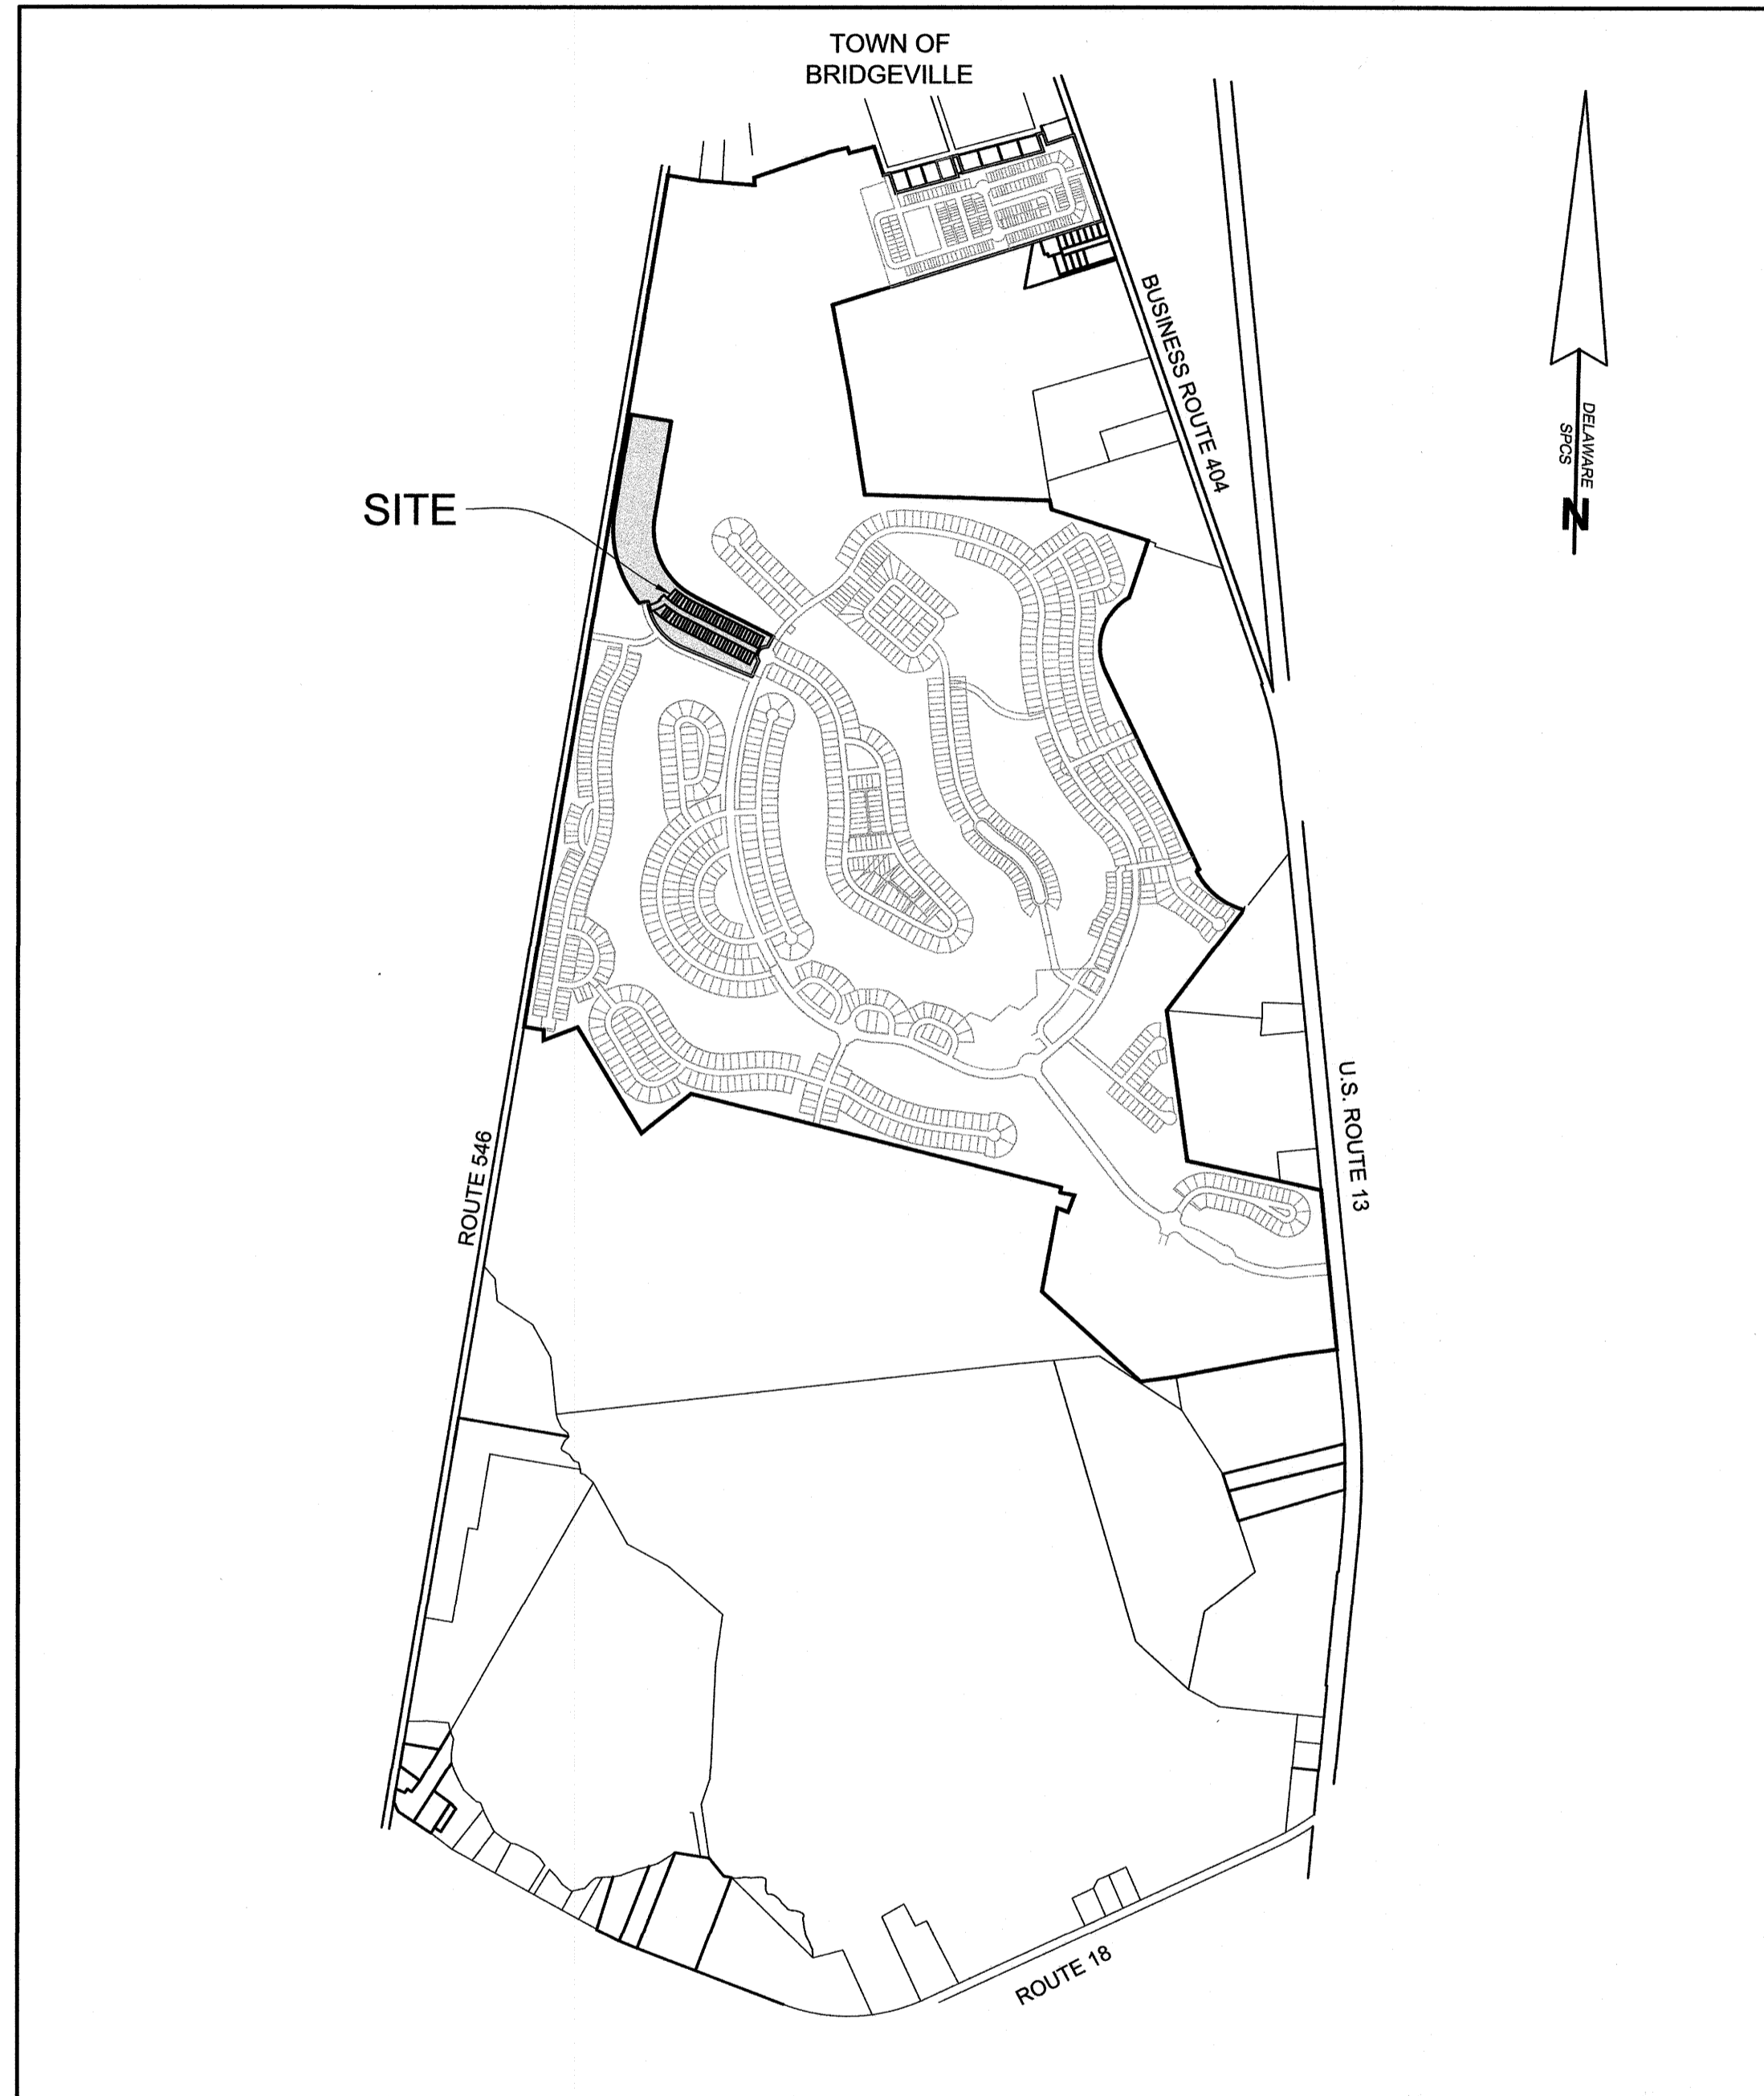 TOWN OF
BRIDGEVILLE
BUSINESS ROUTE 404
DELAWARE
SPCS
N
SITE
U.S. ROUTE 13
ROUTE 546
ROUTE 18